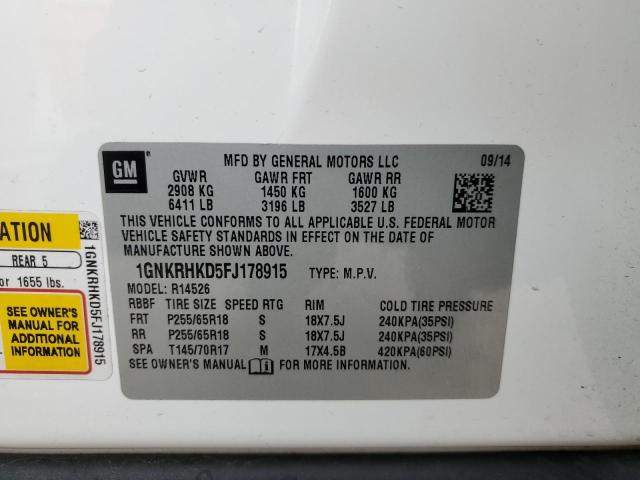 GM
MFD BY GENERAL MOTORS LLC
09/14
GVWR GAWR FRT GAWR RR
2908 KG 1450 KG 1600 KG
6411 LB 3196 LB 3527 LB
THIS VEHICLE CONFORMS TO ALL APPLICABLE U.S. FEDERAL MOTOR
VEHICLE SAFETY STANDARDS IN EFFECT ON THE DATE OF
MANUFACTURE SHOWN ABOVE.
1GNKRHKD5FJ178915 TYPE: M.P.V.
MODEL: R14526
RBBF TIRE SIZE SPEED RTG RIM COLD TIRE PRESSURE
FRT P255/65R18 S 18X7.5J 240KPA(35PSI)
RR P255/65R18 S 18X7.5J 240KPA(35PSI)
SPA T145/70R17 M 17X4.5B 420KPA(60PSI)
SEE OWNER'S MANUAL FOR MORE INFORMATION.
ATION
REAR 5
or 1655 lbs.
SEE OWNER'S
MANUAL FOR
ADDITIONAL
INFORMATION
1GNKRHKD5FJ178915